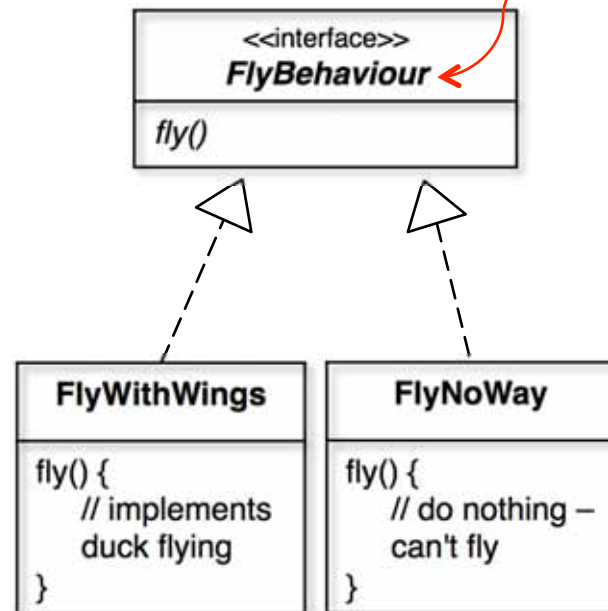 <<interface>>
FlyBehaviour
fly()
FlyWithWings
fly() {
// implements
duck flying
}
FlyNoWay
fly() {
// do nothing –
can't fly
}